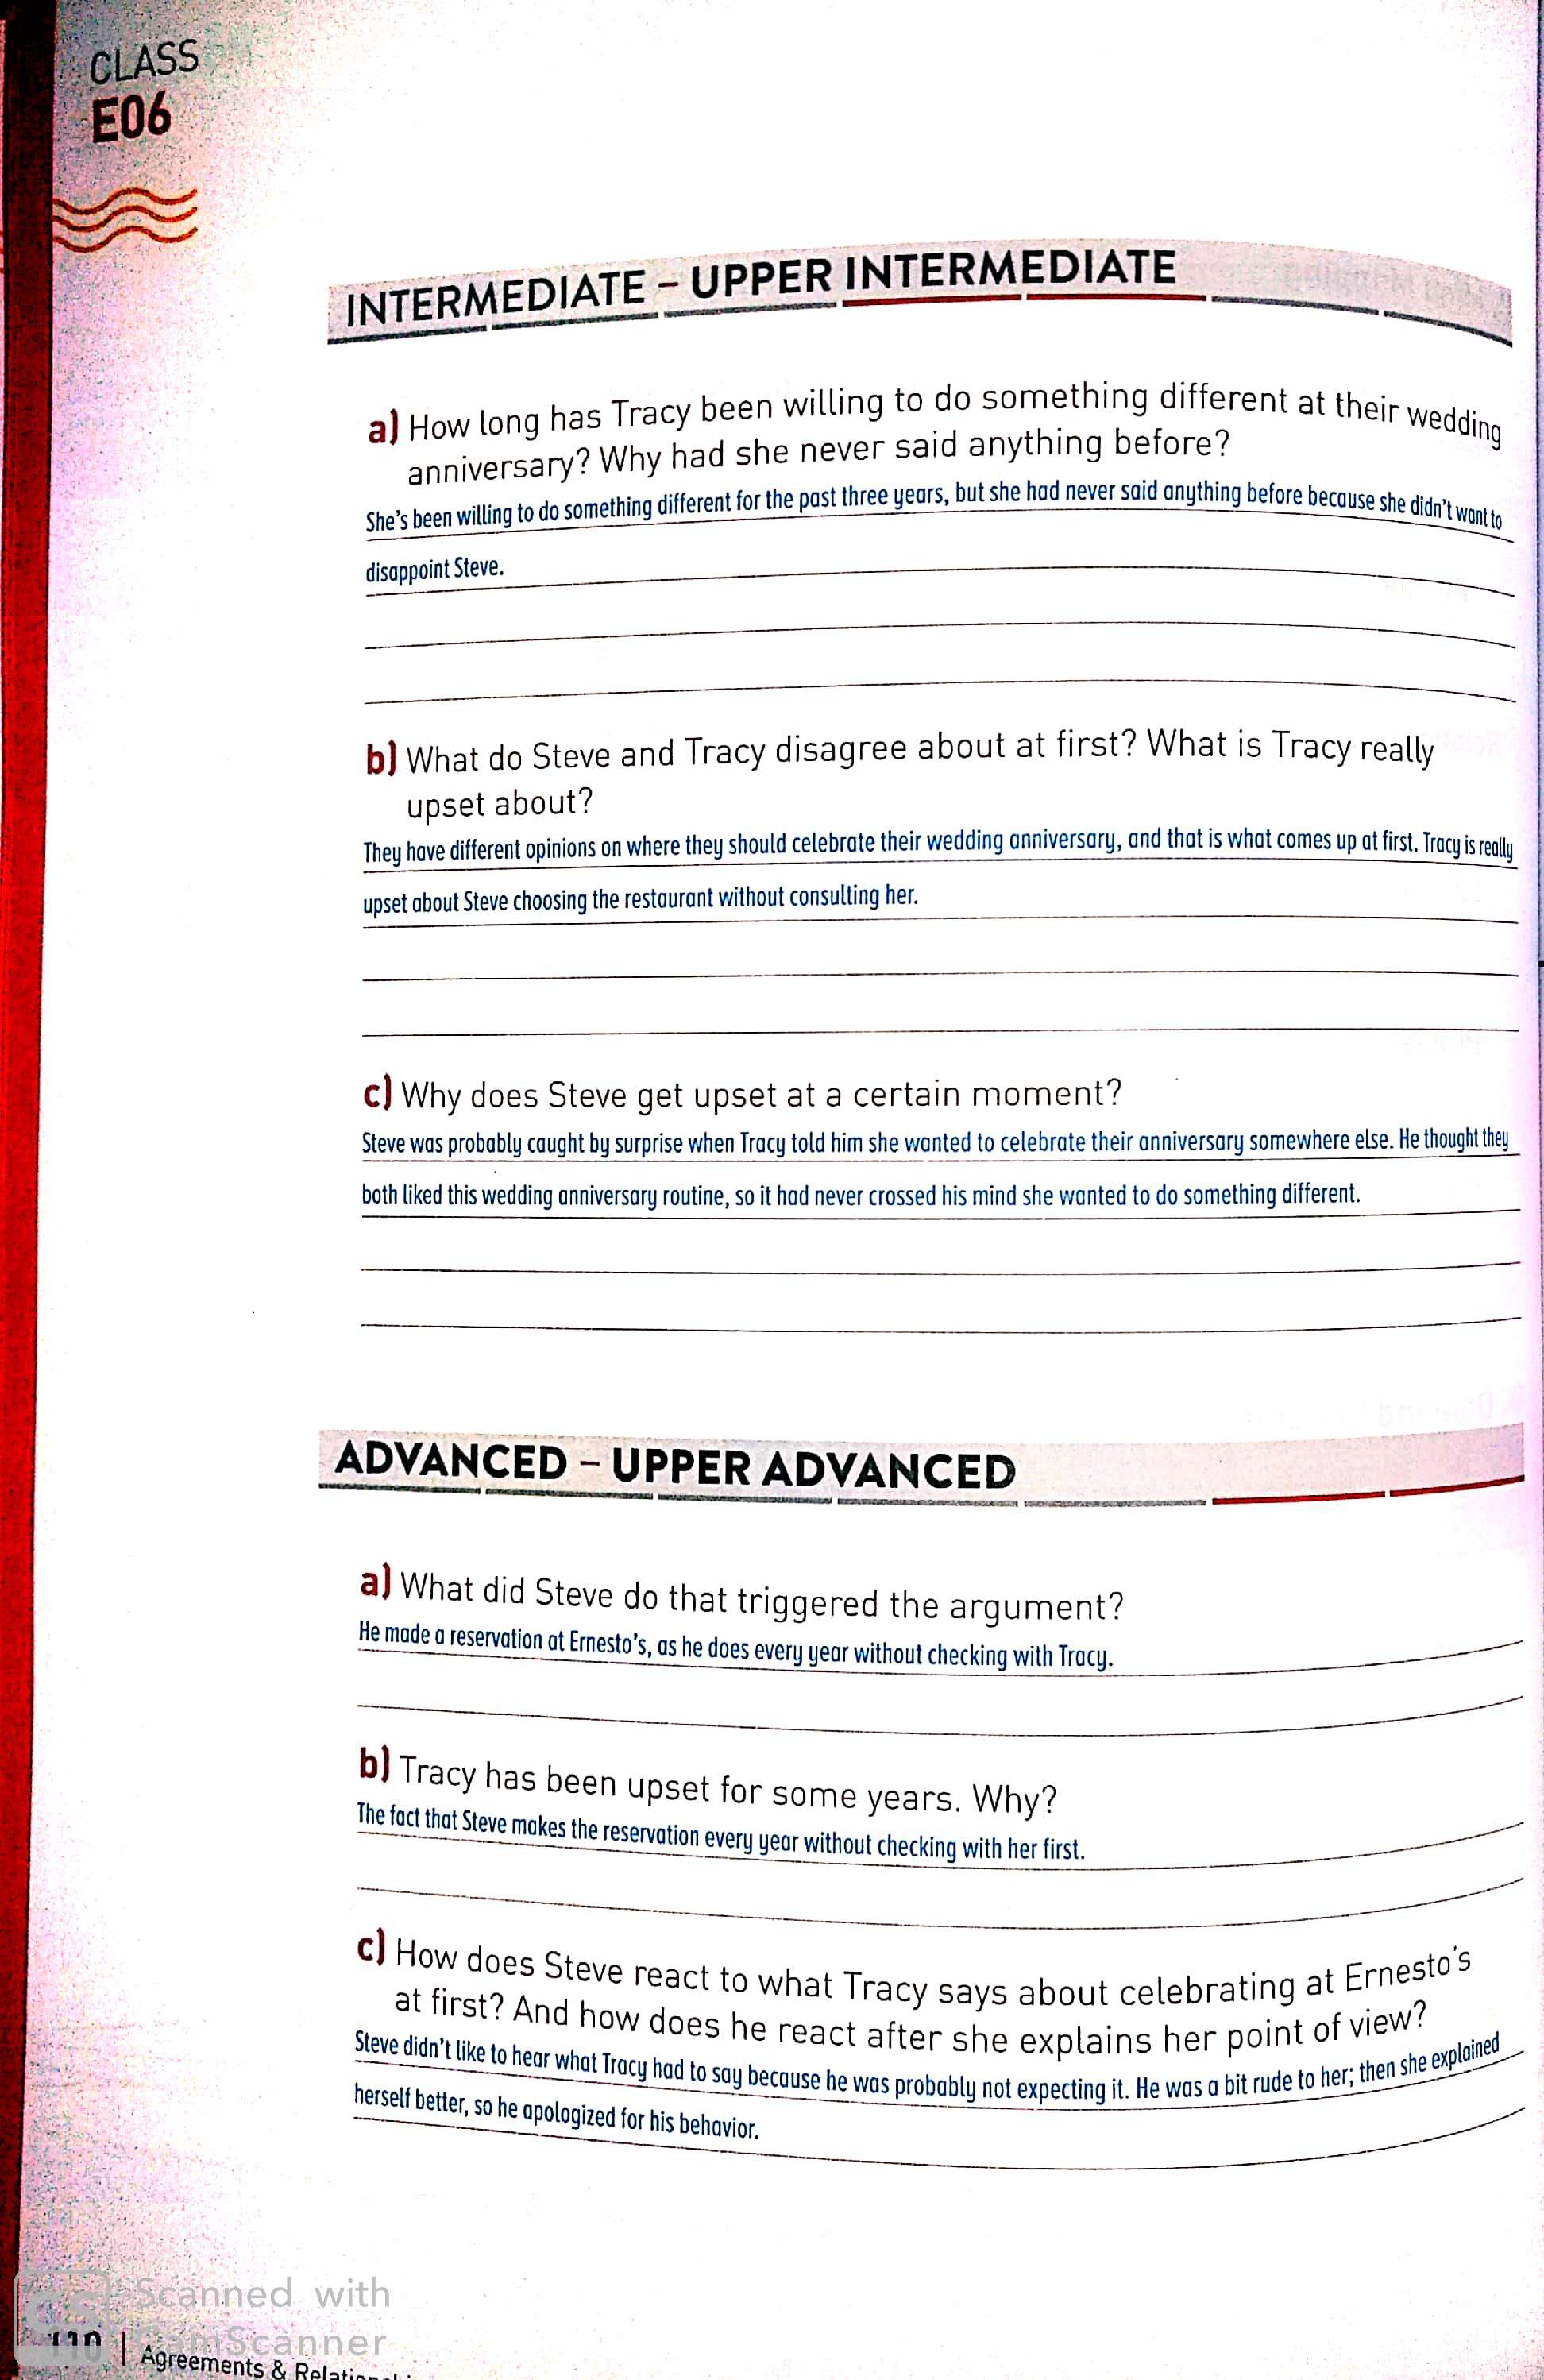 CLASS
E06
INTERMEDIATE – UPPER INTERMEDIATE
a) How long has Tracy been willing to do something different at their wedding
anniversary? Why had she never said anything before?
She's been willing to do something different for the past three years, but she had never said anything before because she didn't want to
disappoint Steve.
b) What do Steve and Tracy disagree about at first? What is Tracy really
upset about?
They have different opinions on where they should celebrate their wedding anniversary, and that is what comes up at first. Tracy is really
upset about Steve choosing the restaurant without consulting her.
c) Why does Steve get upset at a certain moment?
Steve was probably caught by surprise when Tracy told him she wanted to celebrate their anniversary somewhere else. He thought they
both liked this wedding anniversary routine, so it had never crossed his mind she wanted to do something different.
ADVANCED – UPPER ADVANCED
a) What did Steve do that triggered the argument?
He made a reservation at Ernesto's, as he does every year without checking with Tracy.
b) Tracy has been upset for some years. Why?
The fact that Steve makes the reservation every year without checking with her first.
c) How does Steve react to what Tracy says about celebrating at Ernesto's
at first? And how does he react after she explains her point of view?
Steve didn't like to hear what Tracy had to say because he was probably not expecting it. He was a bit rude to her; then she explained
herself better, so he apologized for his behavior.
CS Scanned with
CamScanner
| Agreements &